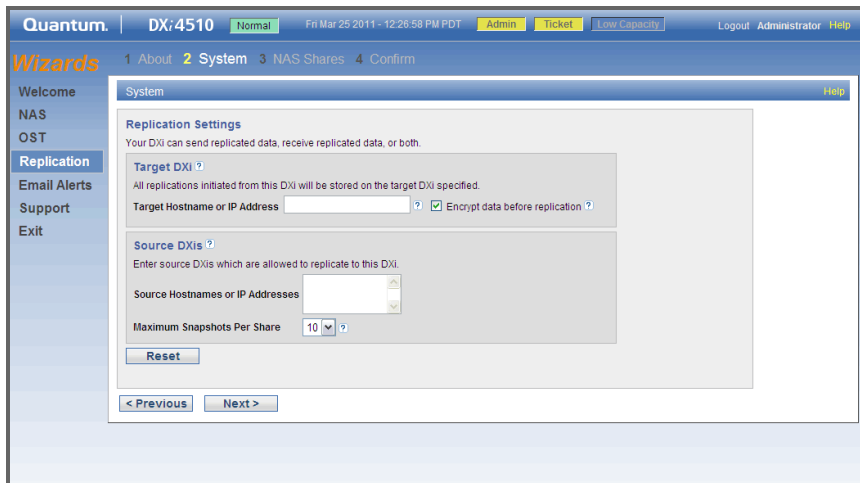 Quantum. DXi4510 Normal Fri Mar 25 2011 - 12:26:58 PM PDT Admin Ticket Low Capacity Logout Administrator Help
Wizards 1 About 2 System 3 NAS Shares 4 Confirm
Welcome
NAS
OST
Replication
Email Alerts
Support
Exit
System Help
Replication Settings
Your DXi can send replicated data, receive replicated data, or both.
Target DXi ?
All replications initiated from this DXi will be stored on the target DXi specified.
Target Hostname or IP Address ? Encrypt data before replication ?
Source DXis ?
Enter source DXis which are allowed to replicate to this DXi.
Source Hostnames or IP Addresses
Maximum Snapshots Per Share 10 ?
Reset
< Previous Next >